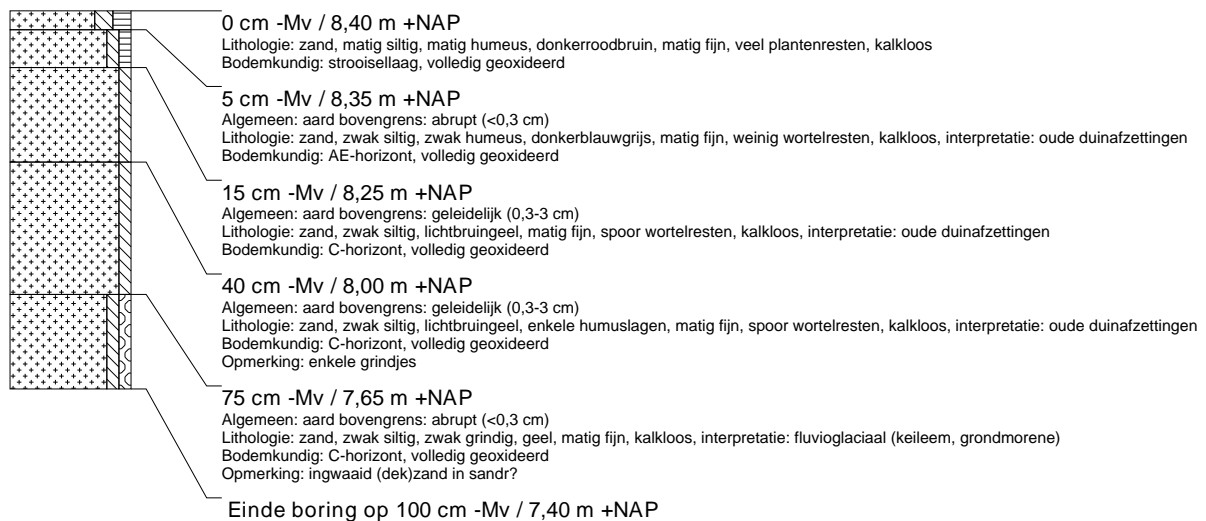 0 cm -Mv / 8,40 m +NAP
Lithologie: zand, matig siltig, matig humeus, donkerroodbruin, matig fijn, veel plantenresten, kalkloos
Bodemkundig: strooisellaag, volledig geoxideerd
5 cm -Mv / 8,35 m +NAP
Algemeen: aard bovengrens: abrupt (<0,3 cm)
Lithologie: zand, zwak siltig, zwak humeus, donkerblauwgrijs, matig fijn, weinig wortelresten, kalkloos, interpretatie: oude duinafzettingen
Bodemkundig: AE-horizont, volledig geoxideerd
15 cm -Mv / 8,25 m +NAP
Algemeen: aard bovengrens: geleidelijk (0,3-3 cm)
Lithologie: zand, zwak siltig, lichtbruingeel, matig fijn, spoor wortelresten, kalkloos, interpretatie: oude duinafzettingen
Bodemkundig: C-horizont, volledig geoxideerd
40 cm -Mv / 8,00 m +NAP
Algemeen: aard bovengrens: geleidelijk (0,3-3 cm)
Lithologie: zand, zwak siltig, lichtbruingeel, enkele humuslagen, matig fijn, spoor wortelresten, kalkloos, interpretatie: oude duinafzettingen
Bodemkundig: C-horizont, volledig geoxideerd
Opmerking: enkele grindjes
75 cm -Mv / 7,65 m +NAP
Algemeen: aard bovengrens: abrupt (<0,3 cm)
Lithologie: zand, zwak siltig, zwak grindig, geel, matig fijn, kalkloos, interpretatie: fluvioglaciaal (keileem, grondmorene)
Bodemkundig: C-horizont, volledig geoxideerd
Opmerking: ingwaaid (dek)zand in sandr?
Einde boring op 100 cm -Mv / 7,40 m +NAP